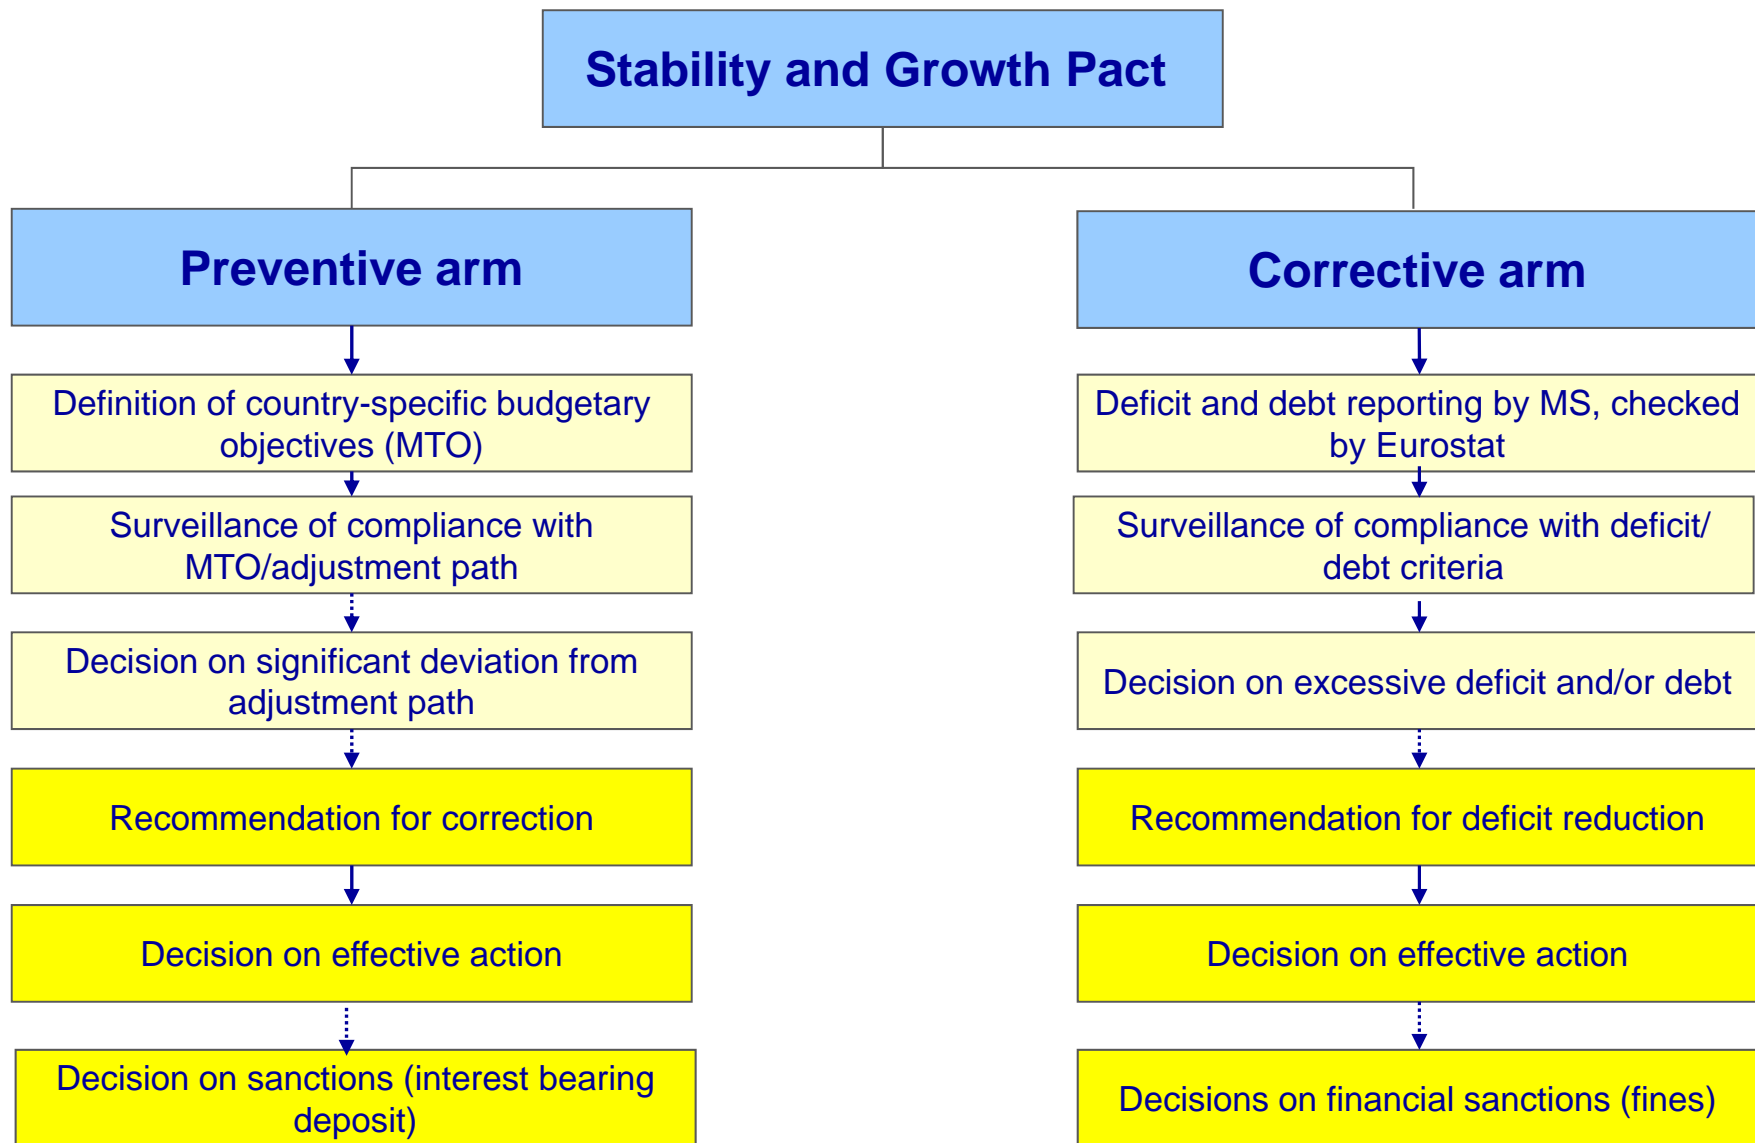 Stability and Growth Pact
Preventive arm
Definition of country-specific budgetary
objectives (MTO)
Surveillance of compliance with
MTO/adjustment path
Decision on significant deviation from
adjustment path
Recommendation for correction
Decision on effective action
Decision on sanctions (interest bearing
deposit)
Corrective arm
Deficit and debt reporting by MS, checked
by Eurostat
Surveillance of compliance with deficit/
debt criteria
Decision on excessive deficit and/or debt
Recommendation for deficit reduction
Decision on effective action
Decisions on financial sanctions (fines)